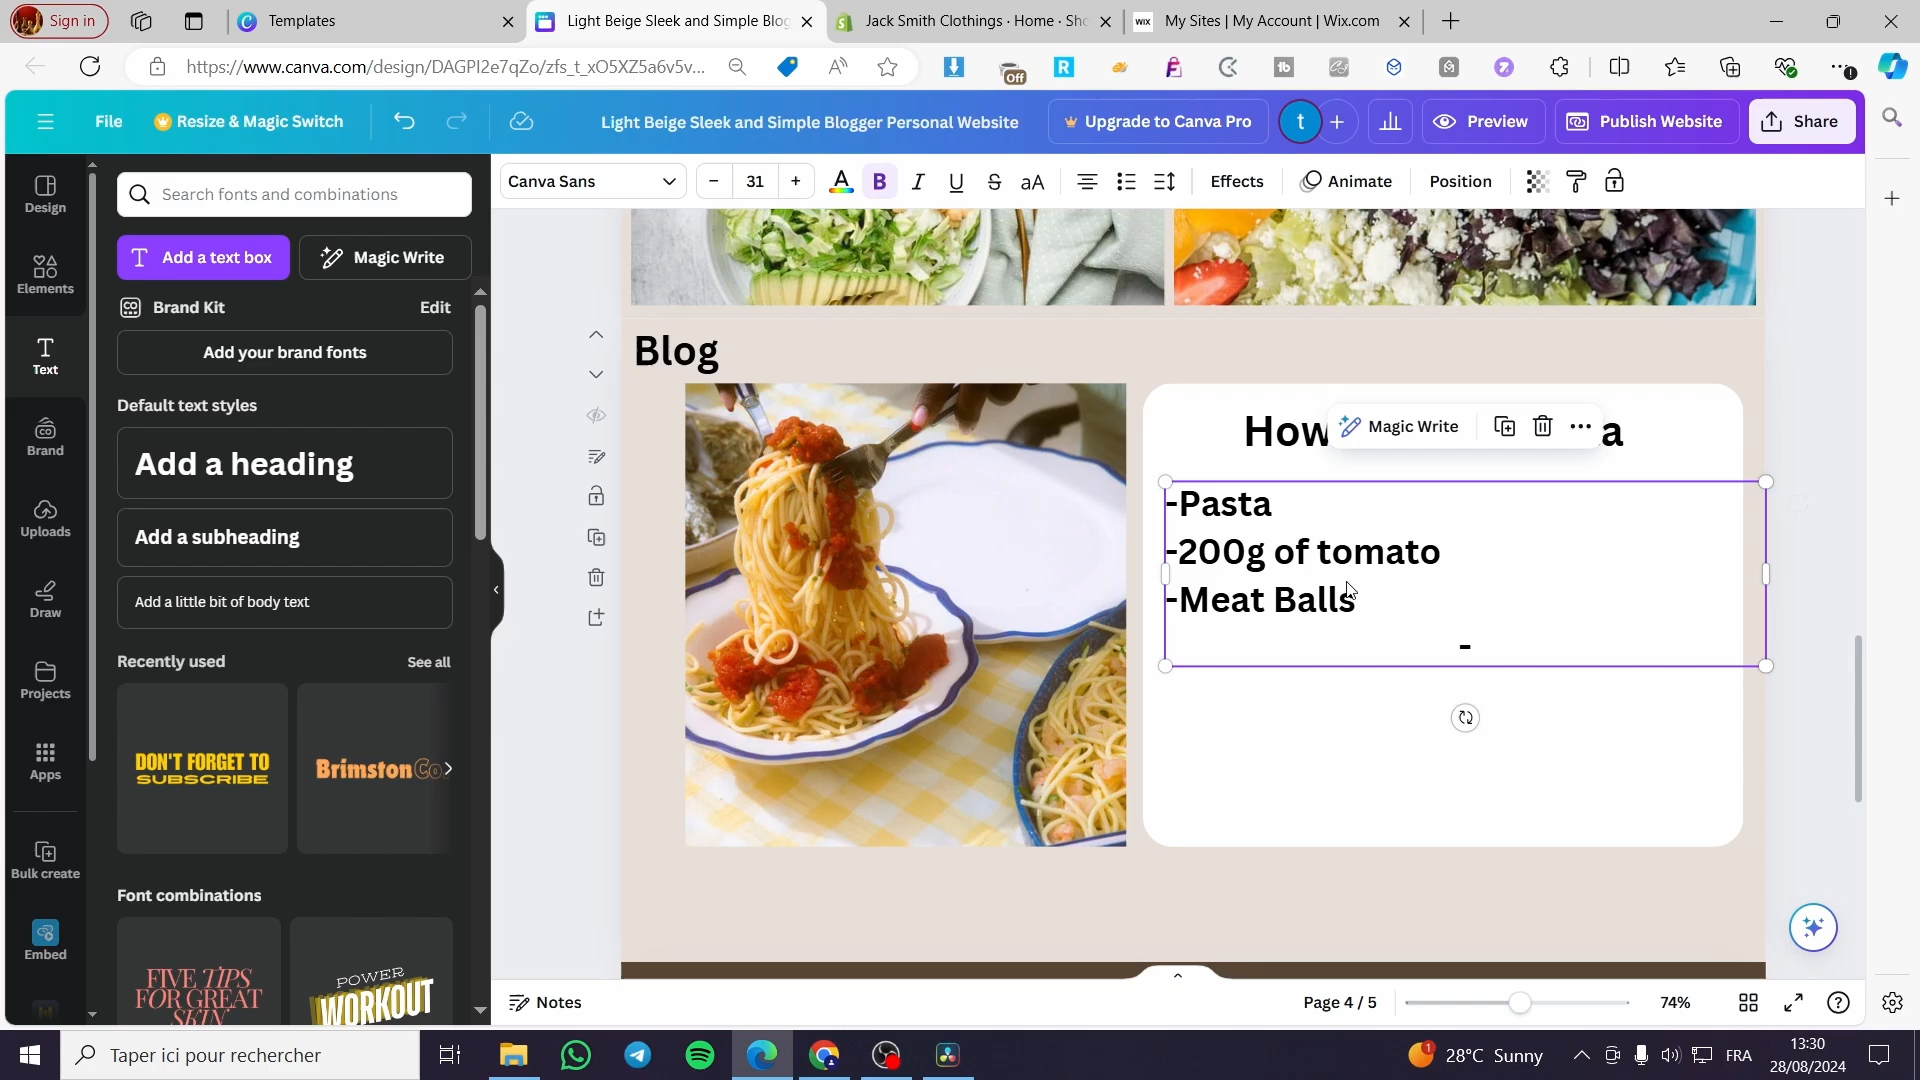 Sign in
Templates
Light Beige Sleek and Simple Blog
Jack Smith Clothings · Home · Sho
WIX My Sites | My Account | Wix.com
https://www.canva.com/design/DAGPI2e7qZo/zfs_t_xO5XZ5a6v5v...
Off
File
Resize & Magic Switch
Light Beige Sleek and Simple Blogger Personal Website
Upgrade to Canva Pro
t
Preview
Publish Website
Share
Canva Sans
31
Effects
Animate
Position
Design
Elements
Text
Brand
Uploads
Draw
Projects
Apps
Bulk create
Embed
Search fonts and combinations
Add a text box
Magic Write
Brand Kit
Edit
Add your brand fonts
Default text styles
Add a heading
Add a subheading
Add a little bit of body text
Recently used
See all
DON'T FORGET TO
SUBSCRIBE
Brimston Co
Font combinations
FIVE TIPS
FOR GREAT
SKIN
POWER
WORKOUT
Blog
How
a
Magic Write
-Pasta
-200g of tomato
-Meat Balls
-
Notes
Page 4 / 5
74%
Taper ici pour rechercher
1
28°C Sunny
FRA
13:30
28/08/2024